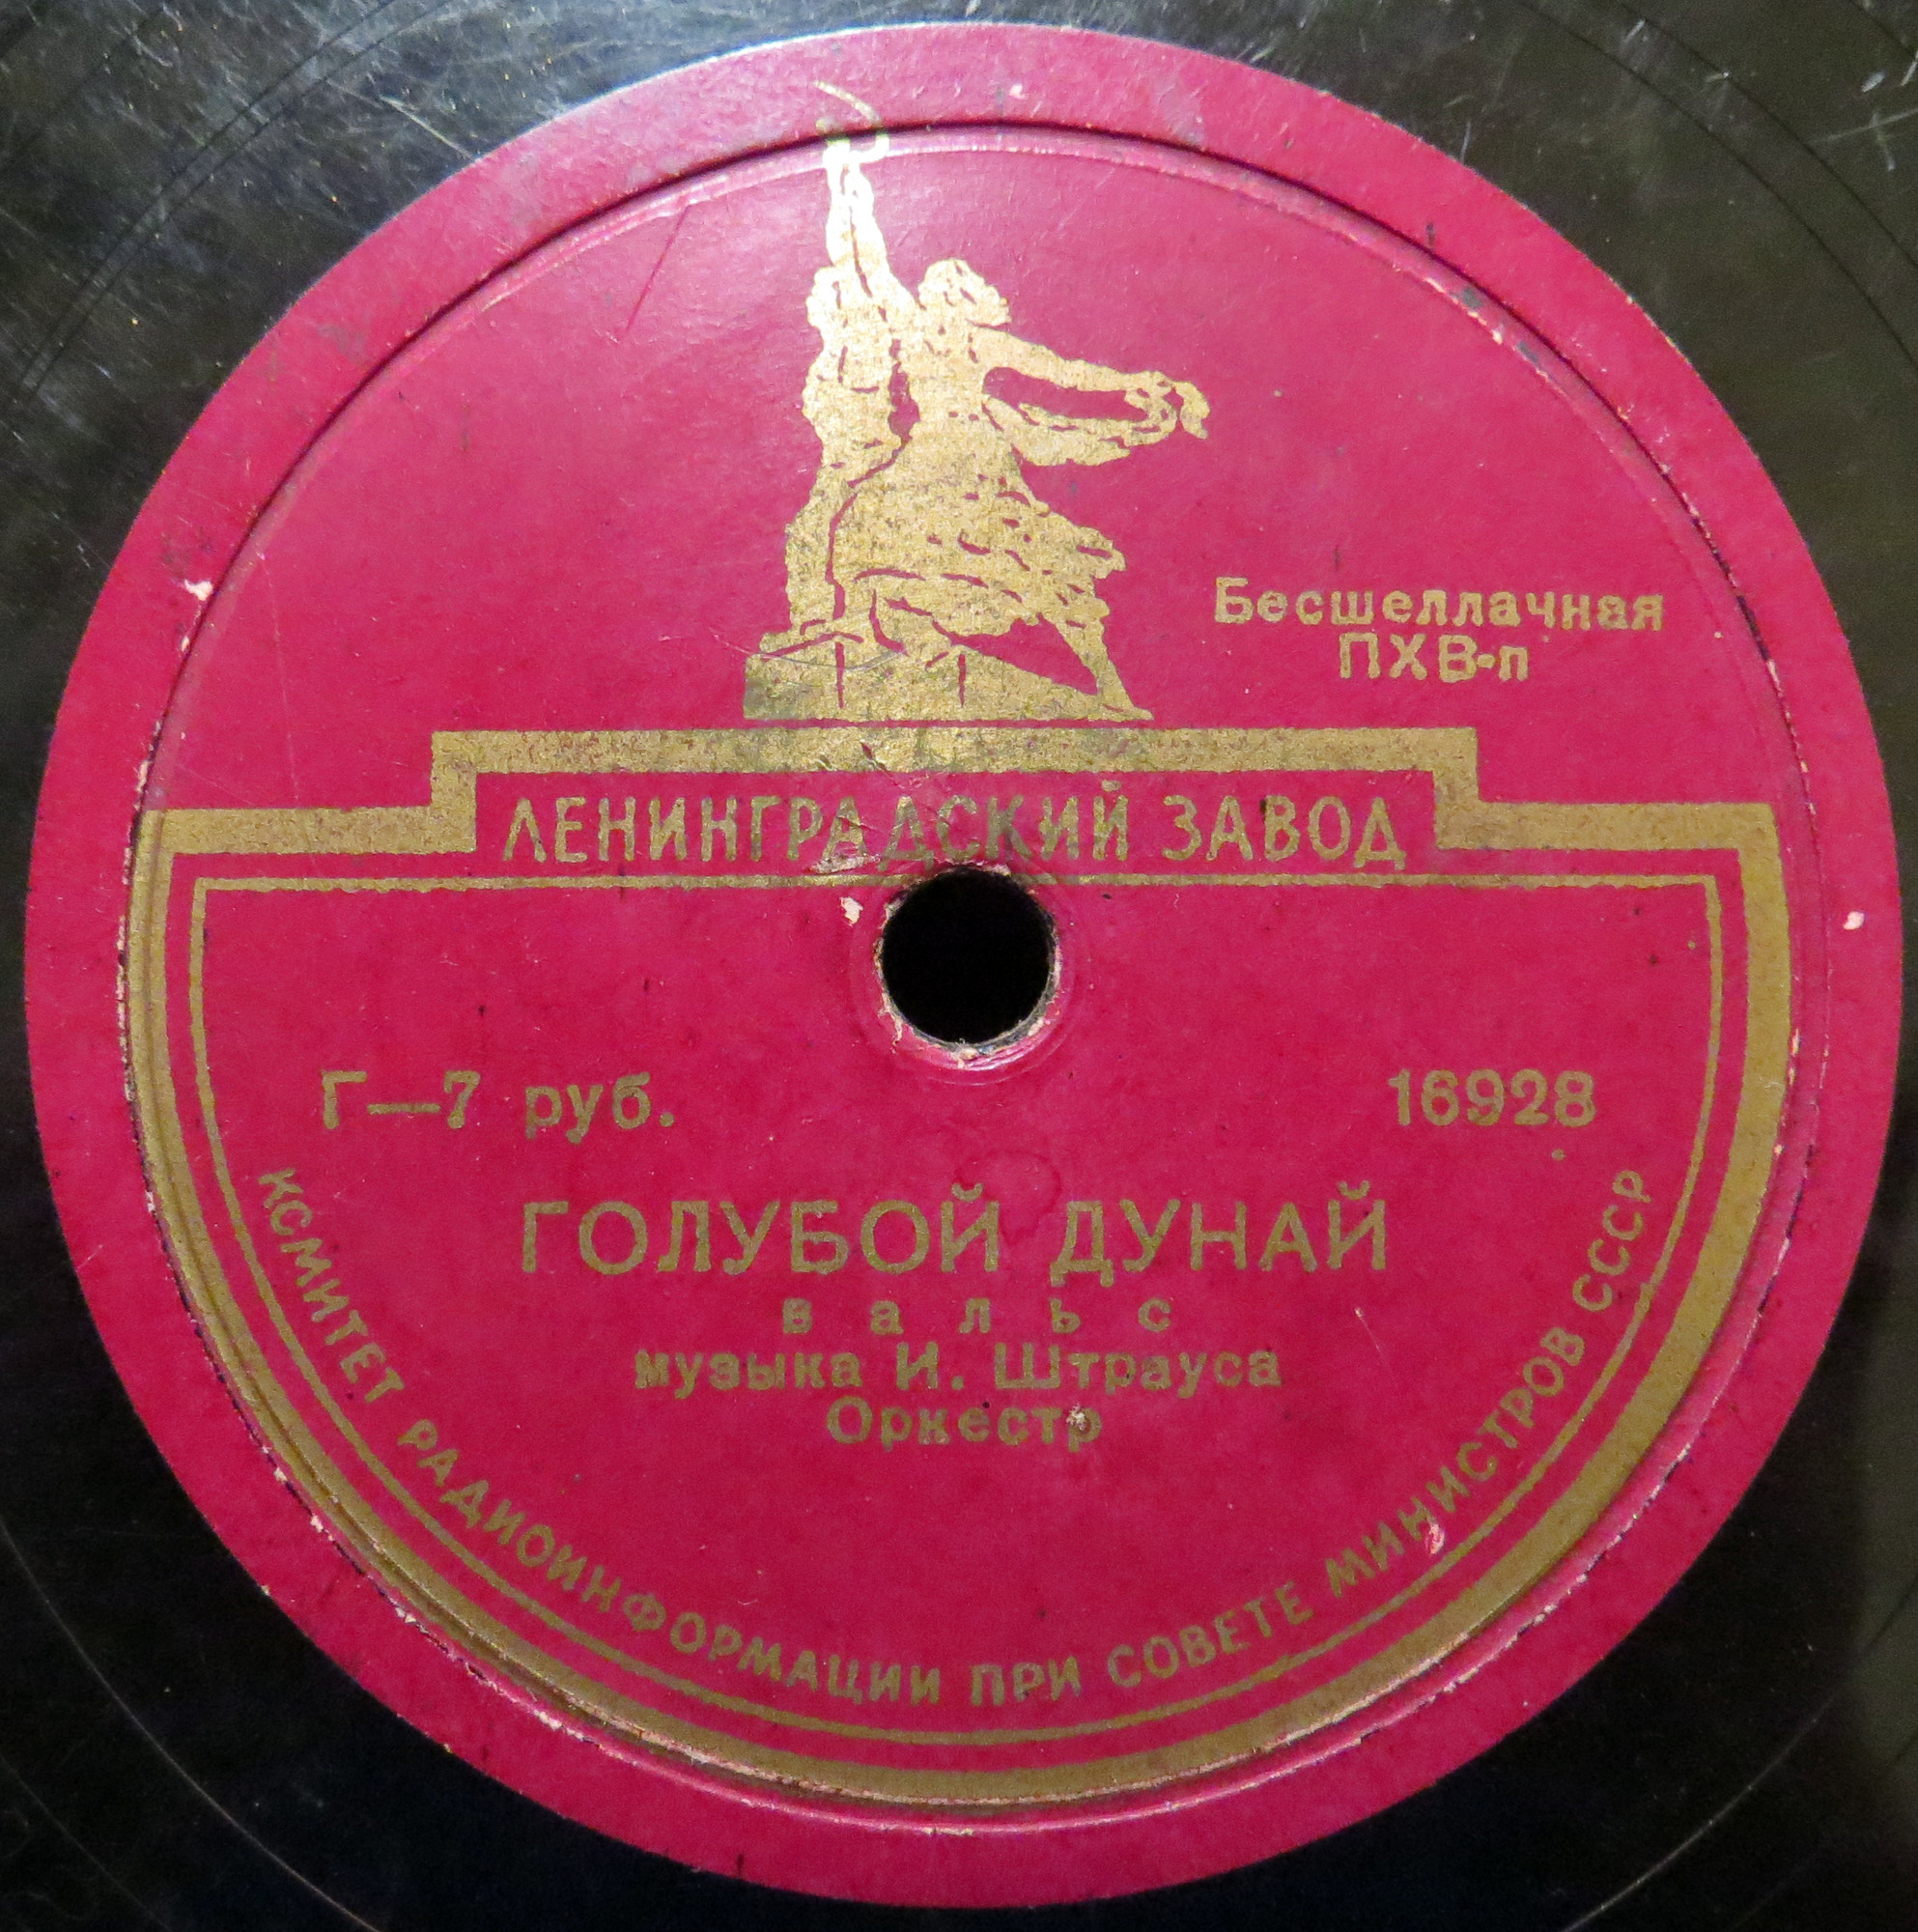 Бесшеллачная
ПХВ-п
ЛЕНИНГРАДСКИЙ ЗАВОД
Г—7 руб.
16928
ГОЛУБОЙ ДУНАЙ
вальс
музыка И. Штрауса
Оркестр
КОМИТЕТ РАДИОИНФОРМАЦИИ ПРИ СОВЕТЕ МИНИСТРОВ СССР